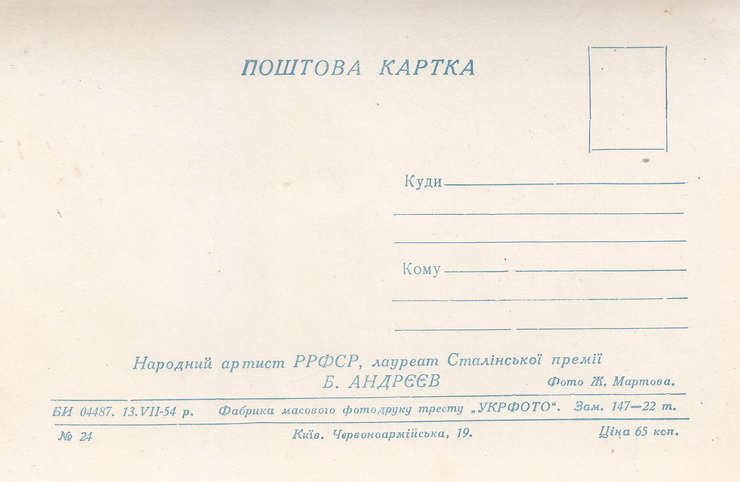 ПОШТОВА КАРТКА
Куди
Кому
Народний артист РРФСР, лауреат Сталінської премії
Б. АНДРЄЄВ Фото Ж. Мартова.
БИ 04487. 13.VII-54 р. Фабрика масового фотодруку тресту „УКРФОТО“. Зам. 147—22 т.
№ 24 Київ. Червоноармійська, 19. Ціна 65 коп.